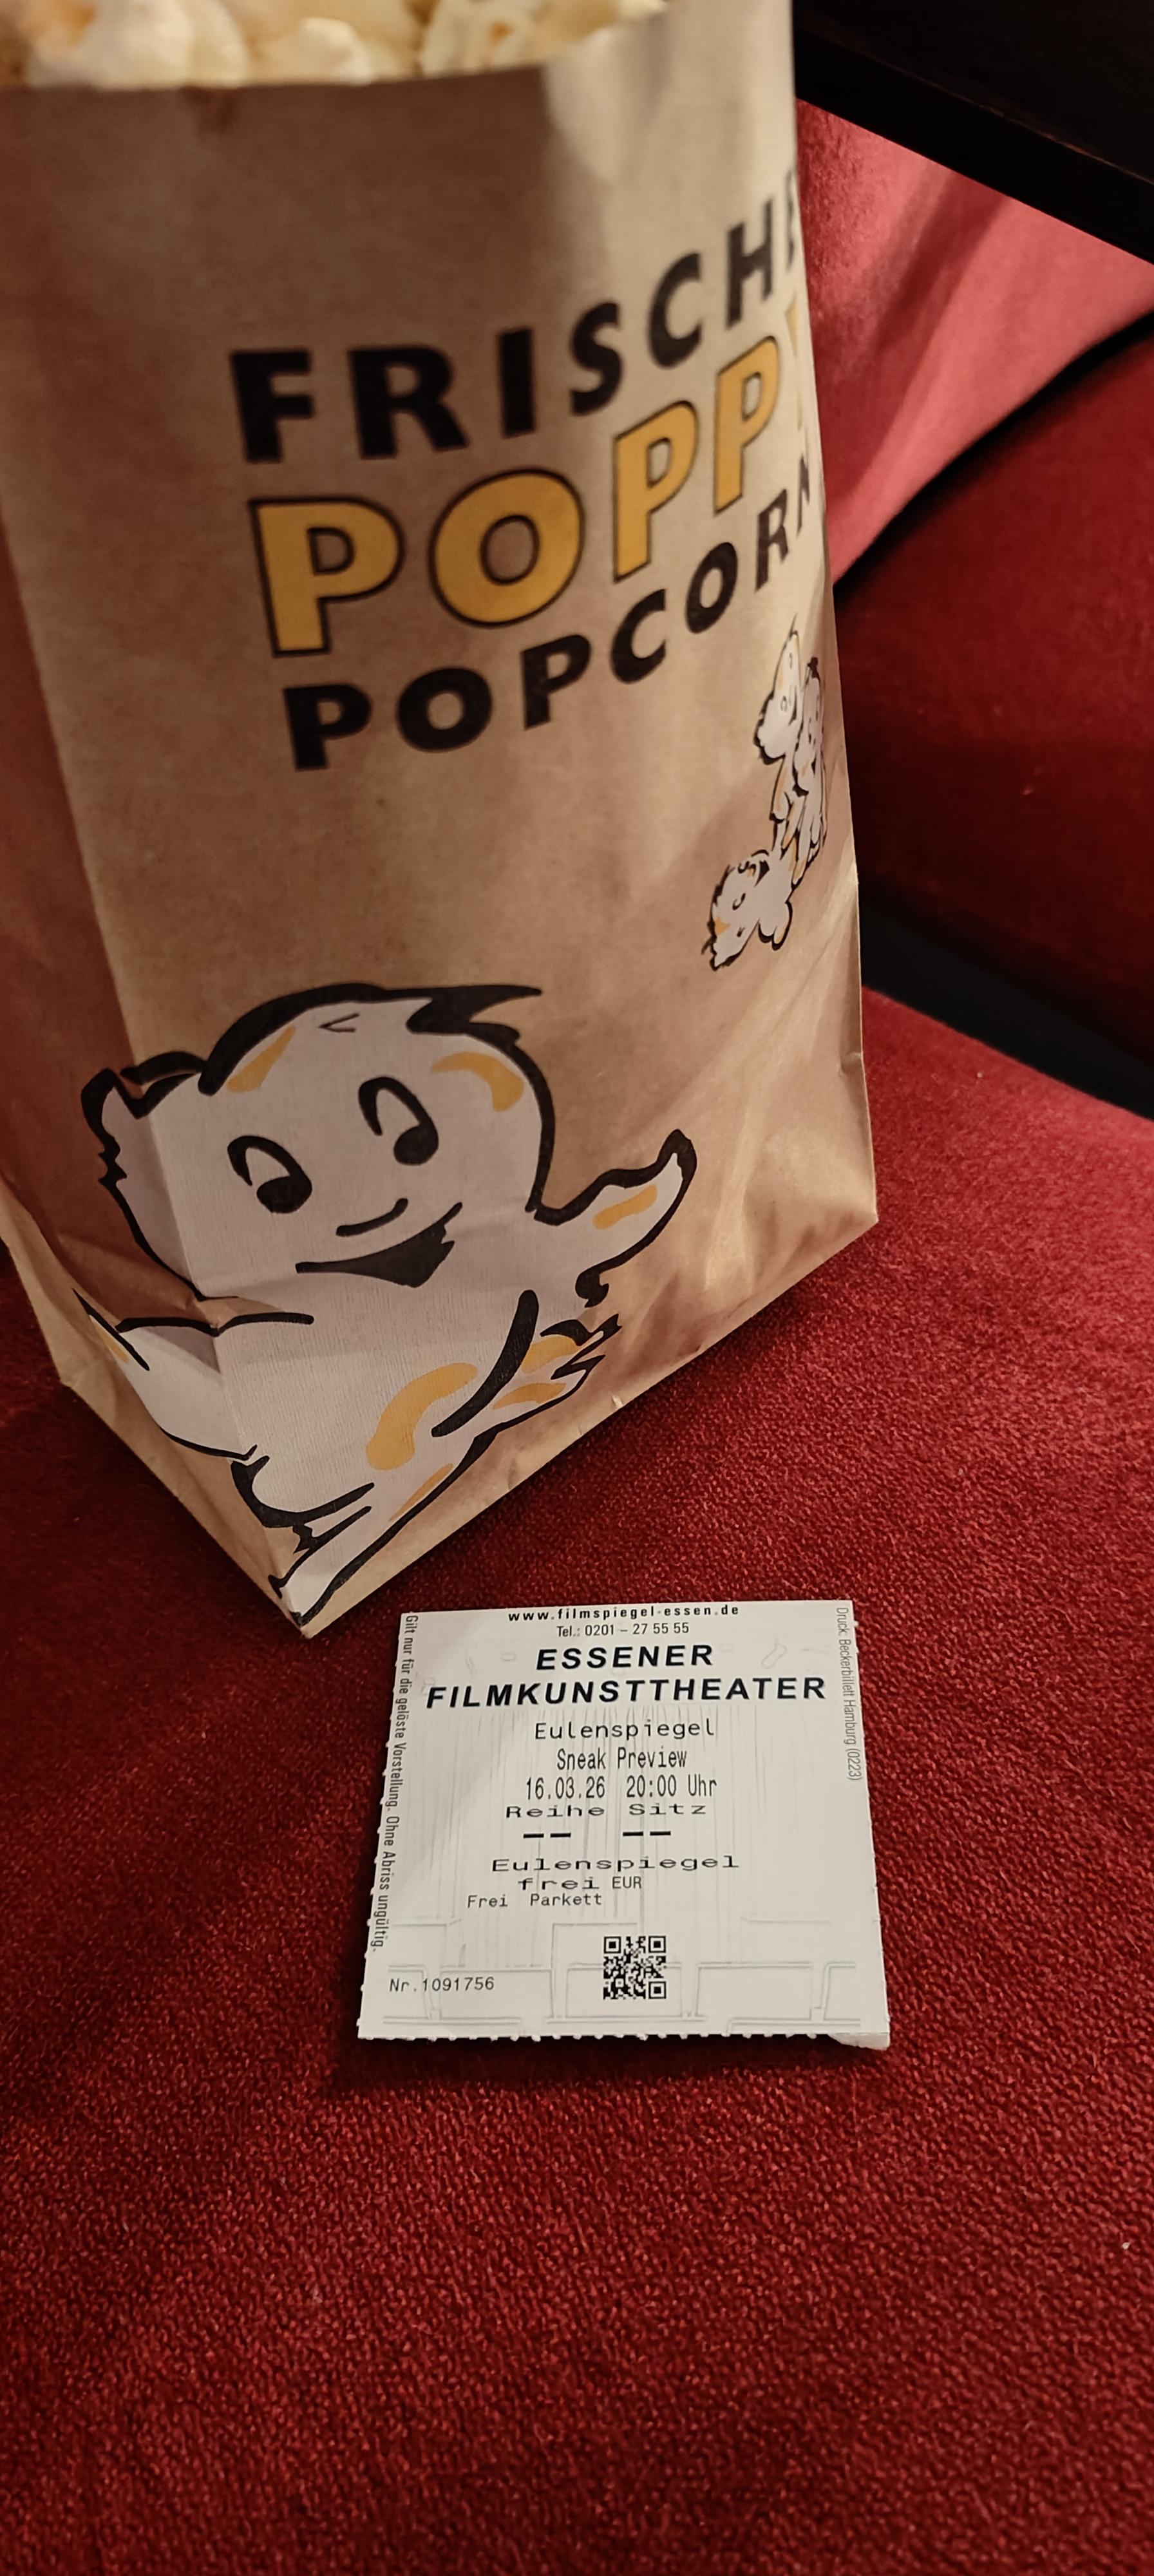 FRISCHE
POPP
POPCORN
www.filmspiegel-essen.de
Tel.: 0201 – 27 55 55
ESSENER
FILMKUNSTTHEATER
Eulenspiegel
Sneak Preview
16.03.26 20:00 Uhr
Reihe Sitz
-- --
Eulenspiegel
frei EUR
Frei Parkett
Nr.1091756
Gilt nur für die gelöste Vorstellung. Ohne Abriss ungültig.
Druck: Beckerbillett Hamburg (0223)